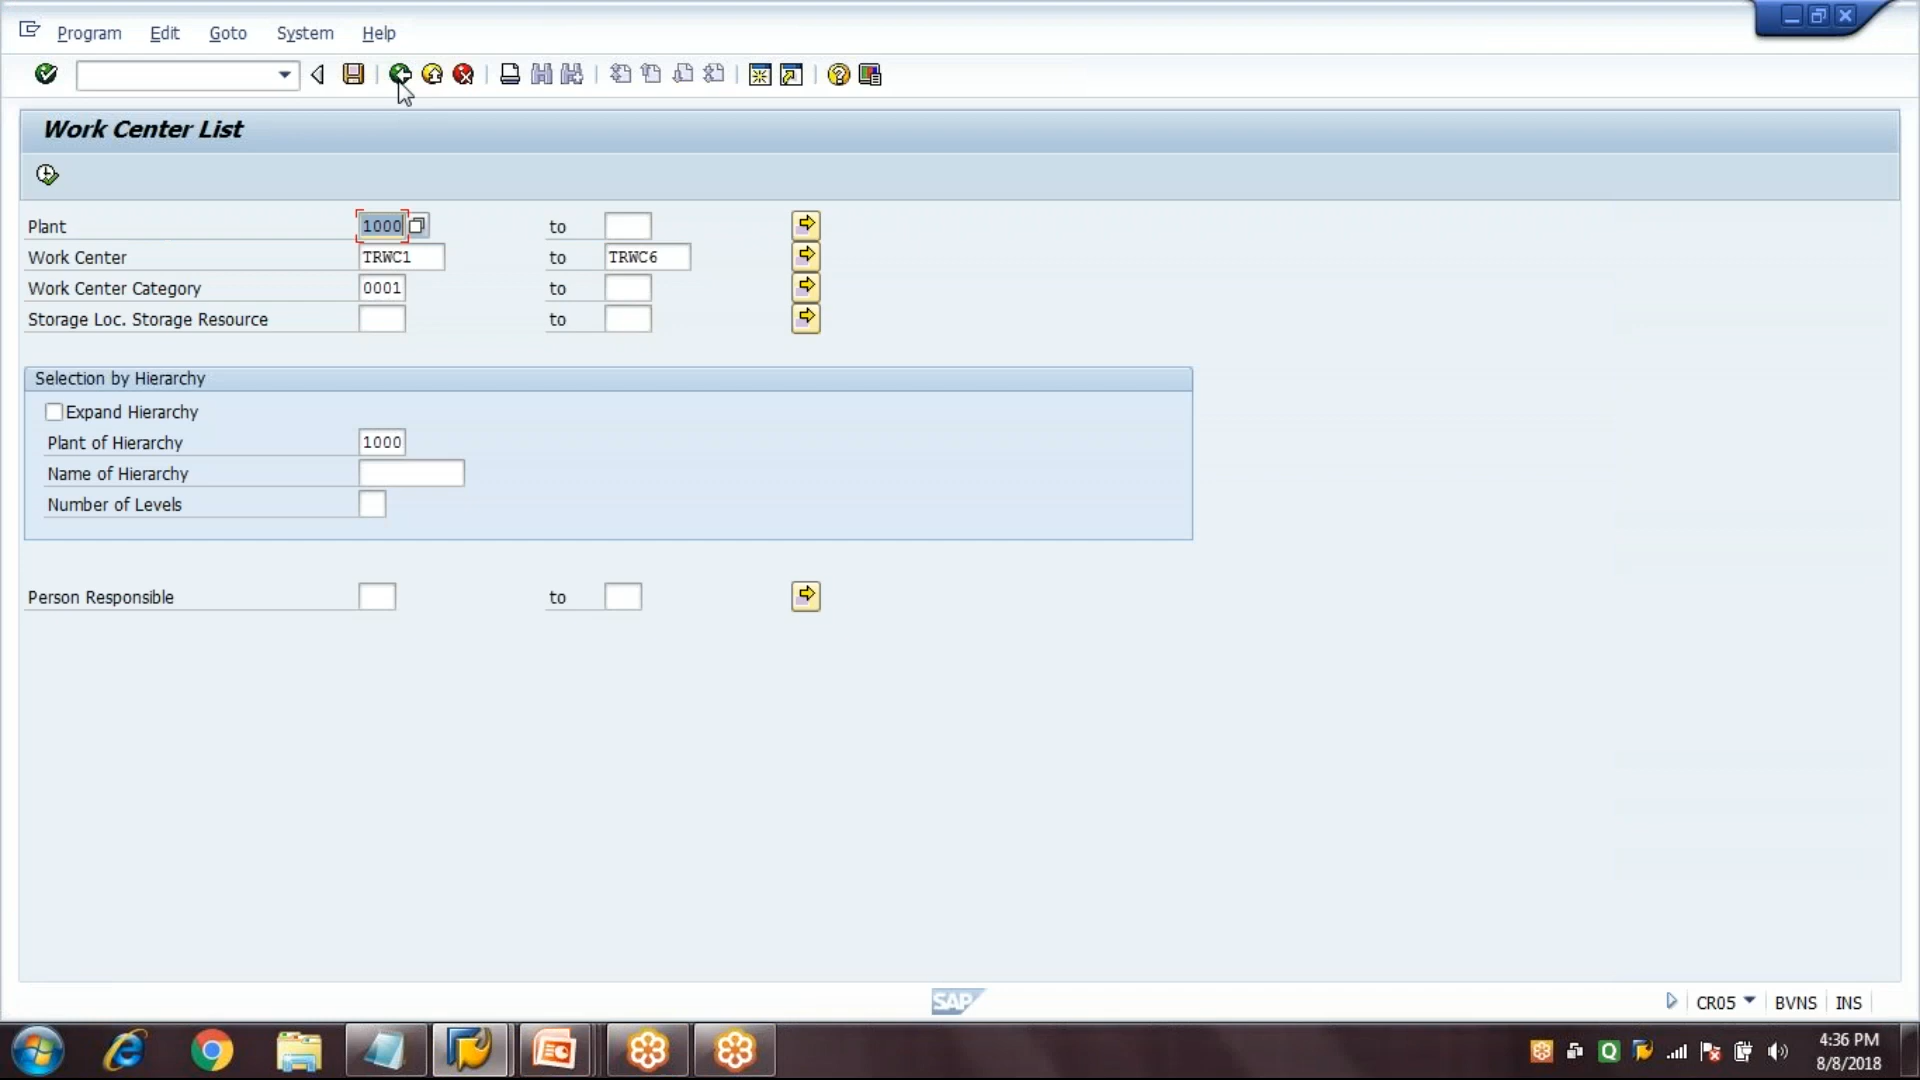 Program Edit Goto System Help
Work Center List
Plant 1000 to
Work Center TRWC1 to TRWC6
Work Center Category 0001 to
Storage Loc. Storage Resource to
Selection by Hierarchy
Expand Hierarchy
Plant of Hierarchy 1000
Name of Hierarchy
Number of Levels
Person Responsible to
SAP CR05 BVNS INS
Q 4:36 PM
8/8/2018